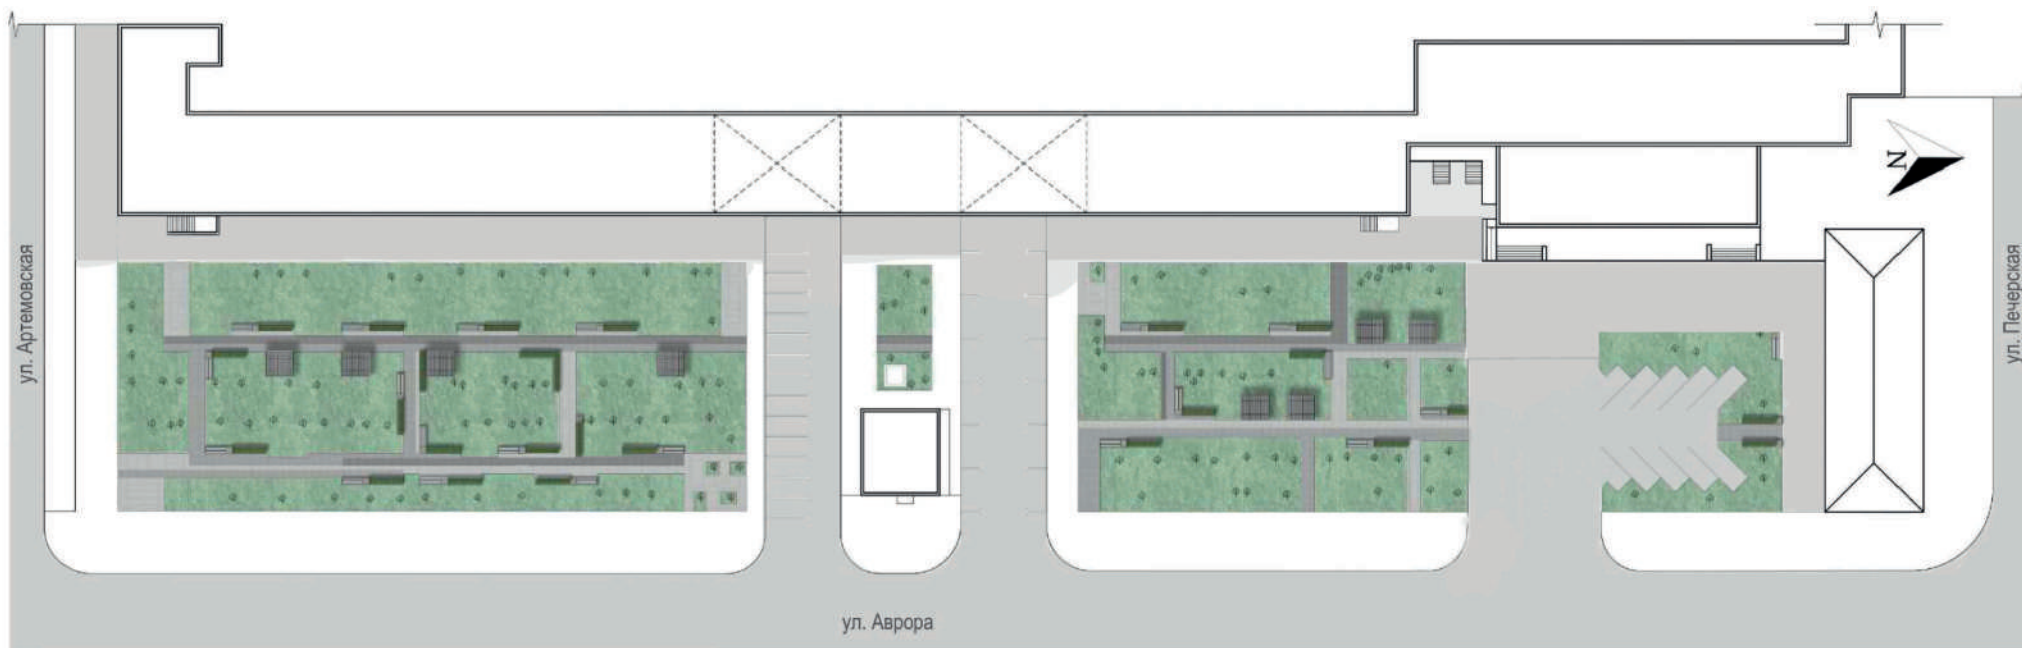 N
ул. Артемовская
ул. Печерская
ул. Аврора